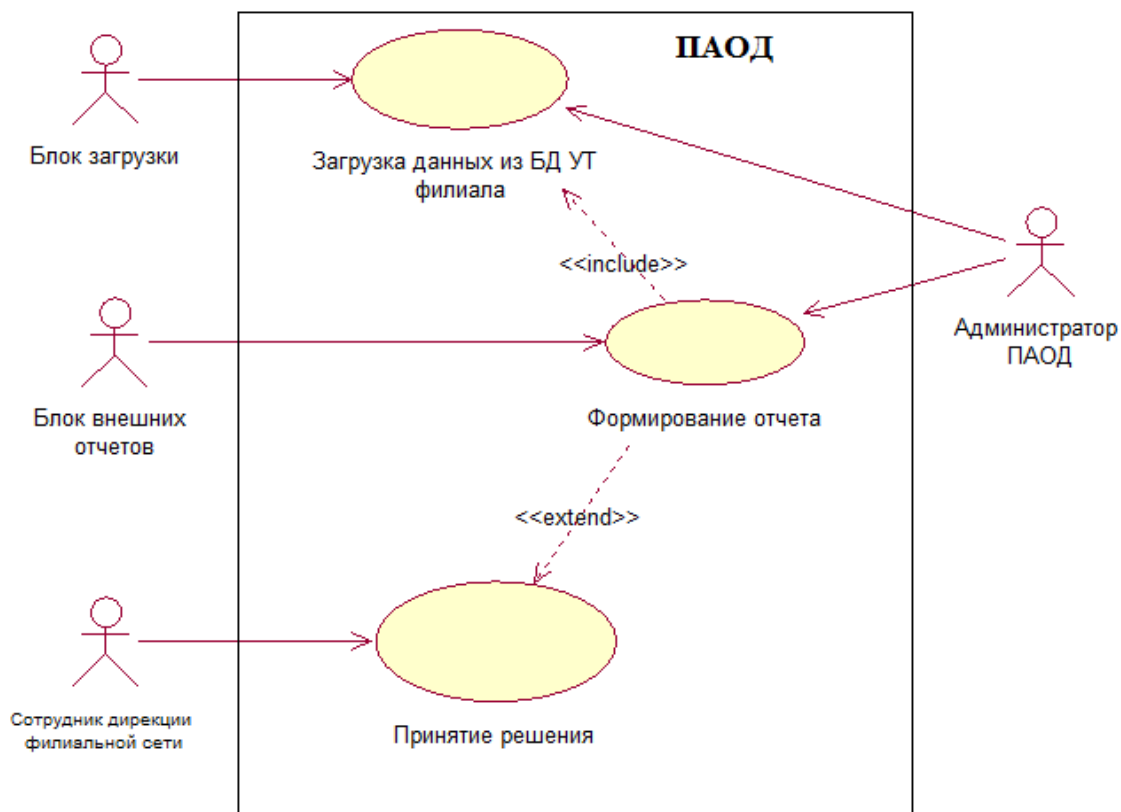 ПАОД
Блок загрузки
Загрузка данных из БД УТ
филиала
<<include>>
Администратор
ПАОД
Блок внешних
отчетов
Формирование отчета
<<extend>>
Сотрудник дирекции
филиальной сети
Принятие решения